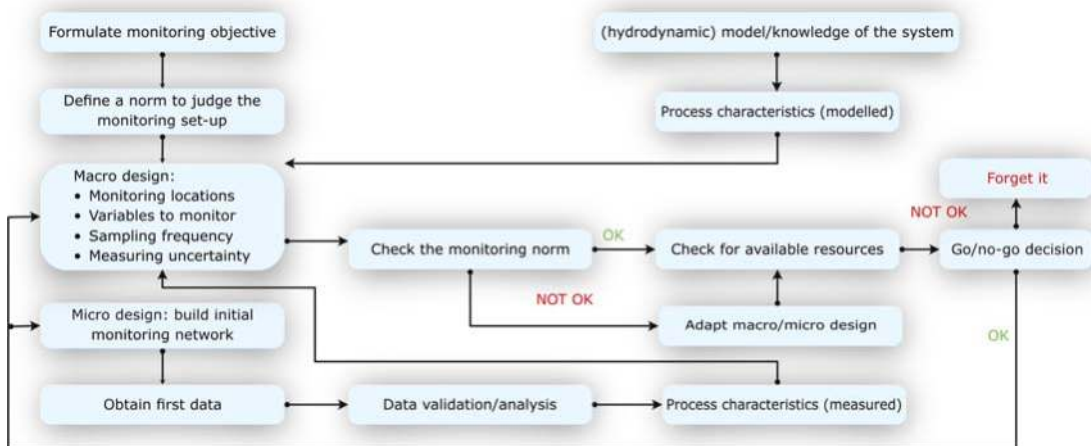 Formulate monitoring objective
(hydrodynamic) model/knowledge of the system
Define a norm to judge the
monitoring set-up
Process characteristics (modelled)
Macro design:
• Monitoring locations
• Variables to monitor
• Sampling frequency
• Measuring uncertainty
Forget it
NOT OK
Check the monitoring norm
OK
Check for available resources
Go/no-go decision
NOT OK
Adapt macro/micro design
OK
Micro design: build initial
monitoring network
Obtain first data
Data validation/analysis
Process characteristics (measured)